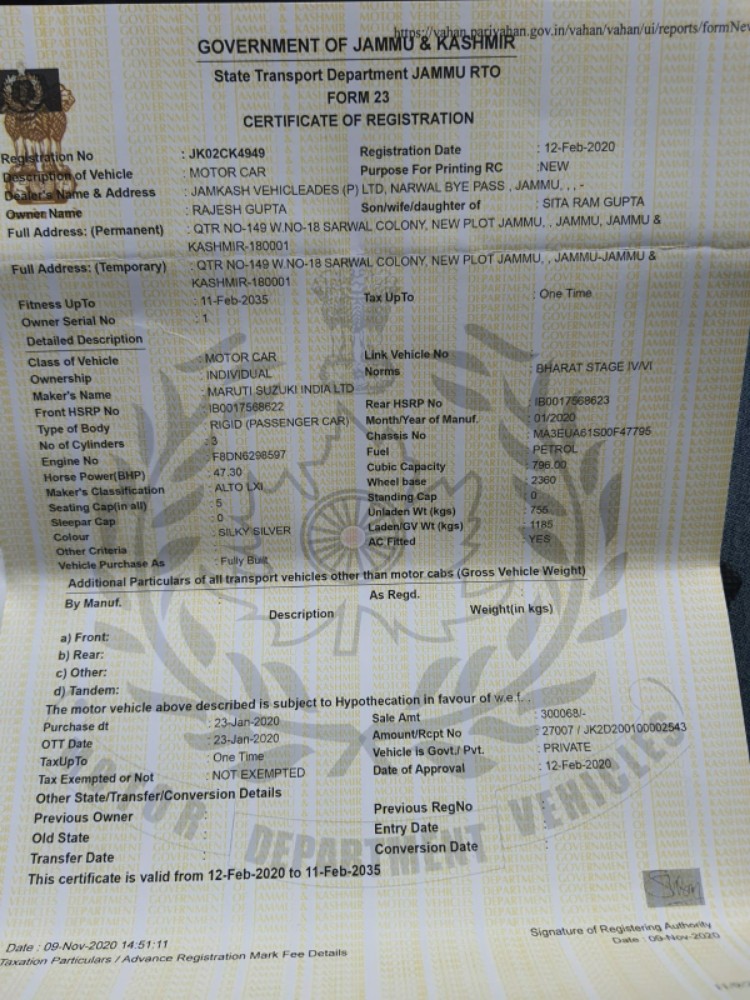 https://vahan.parivahan.gov.in/vahan/vahan/ui/reports/formNew
GOVERNMENT OF JAMMU & KASHMIR
State Transport Department JAMMU RTO
FORM 23
CERTIFICATE OF REGISTRATION
Registration No : JK02CK4949 Registration Date : 12-Feb-2020
Description of Vehicle : MOTOR CAR Purpose For Printing RC :NEW
Dealer's Name & Address : JAMKASH VEHICLEADES (P) LTD, NARWAL BYE PASS , JAMMU, , , -
Owner Name : RAJESH GUPTA Son/wife/daughter of : SITA RAM GUPTA
Full Address: (Permanent) : QTR NO-149 W.NO-18 SARWAL COLONY, NEW PLOT JAMMU, , JAMMU, JAMMU &
KASHMIR-180001
Full Address: (Temporary) : QTR NO-149 W.NO-18 SARWAL COLONY, NEW PLOT JAMMU, , JAMMU-JAMMU &
KASHMIR-180001
Fitness UpTo : 11-Feb-2035 Tax UpTo : One Time
Owner Serial No : 1
Detailed Description
Class of Vehicle : MOTOR CAR Link Vehicle No
Ownership : INDIVIDUAL Norms : BHARAT STAGE IV/VI
Maker's Name : MARUTI SUZUKI INDIA LTD
Front HSRP No : IB0017568622 Rear HSRP No : IB0017568623
Type of Body : RIGID (PASSENGER CAR) Month/Year of Manuf. : 01/2020
No of Cylinders : 3 Chassis No : MA3EUA61S00F47795
Engine No : F8DN6298597 Fuel : PETROL
Horse Power(BHP) : 47.30 Cubic Capacity : 796.00
Maker's Classification : ALTO LXI Wheel base : 2360
Seating Cap(in all) : 5 Standing Cap : 0
Sleepar Cap : 0 Unladen Wt (kgs) : 755
Colour : SILKY SILVER Laden/GV Wt (kgs) : 1185
Other Criteria AC Fitted : YES
Vehicle Purchase As : Fully Built
Additional Particulars of all transport vehicles other than motor cabs (Gross Vehicle Weight)
By Manuf. : As Regd.
Description Weight(in kgs)
a) Front:
b) Rear:
c) Other:
d) Tandem:
The motor vehicle above described is subject to Hypothecation in favour of w.e.f. .
Purchase dt : 23-Jan-2020 Sale Amt : 300068/-
OTT Date : 23-Jan-2020 Amount/Rcpt No : 27007 / JK2D200100002543
TaxUpTo One Time Vehicle is Govt./ Pvt. : PRIVATE
Tax Exempted or Not : NOT EXEMPTED Date of Approval : 12-Feb-2020
Other State/Transfer/Conversion Details
Previous Owner : Previous RegNo :
Old State : Entry Date :
Transfer Date : Conversion Date :
This certificate is valid from 12-Feb-2020 to 11-Feb-2035
DEPARTMENT VEHICLES
Signature of Registering Authority
Date : 09-Nov-2020 14:51:11 Date : 09-Nov-2020
Taxation Particulars / Advance Registration Mark Fee Details